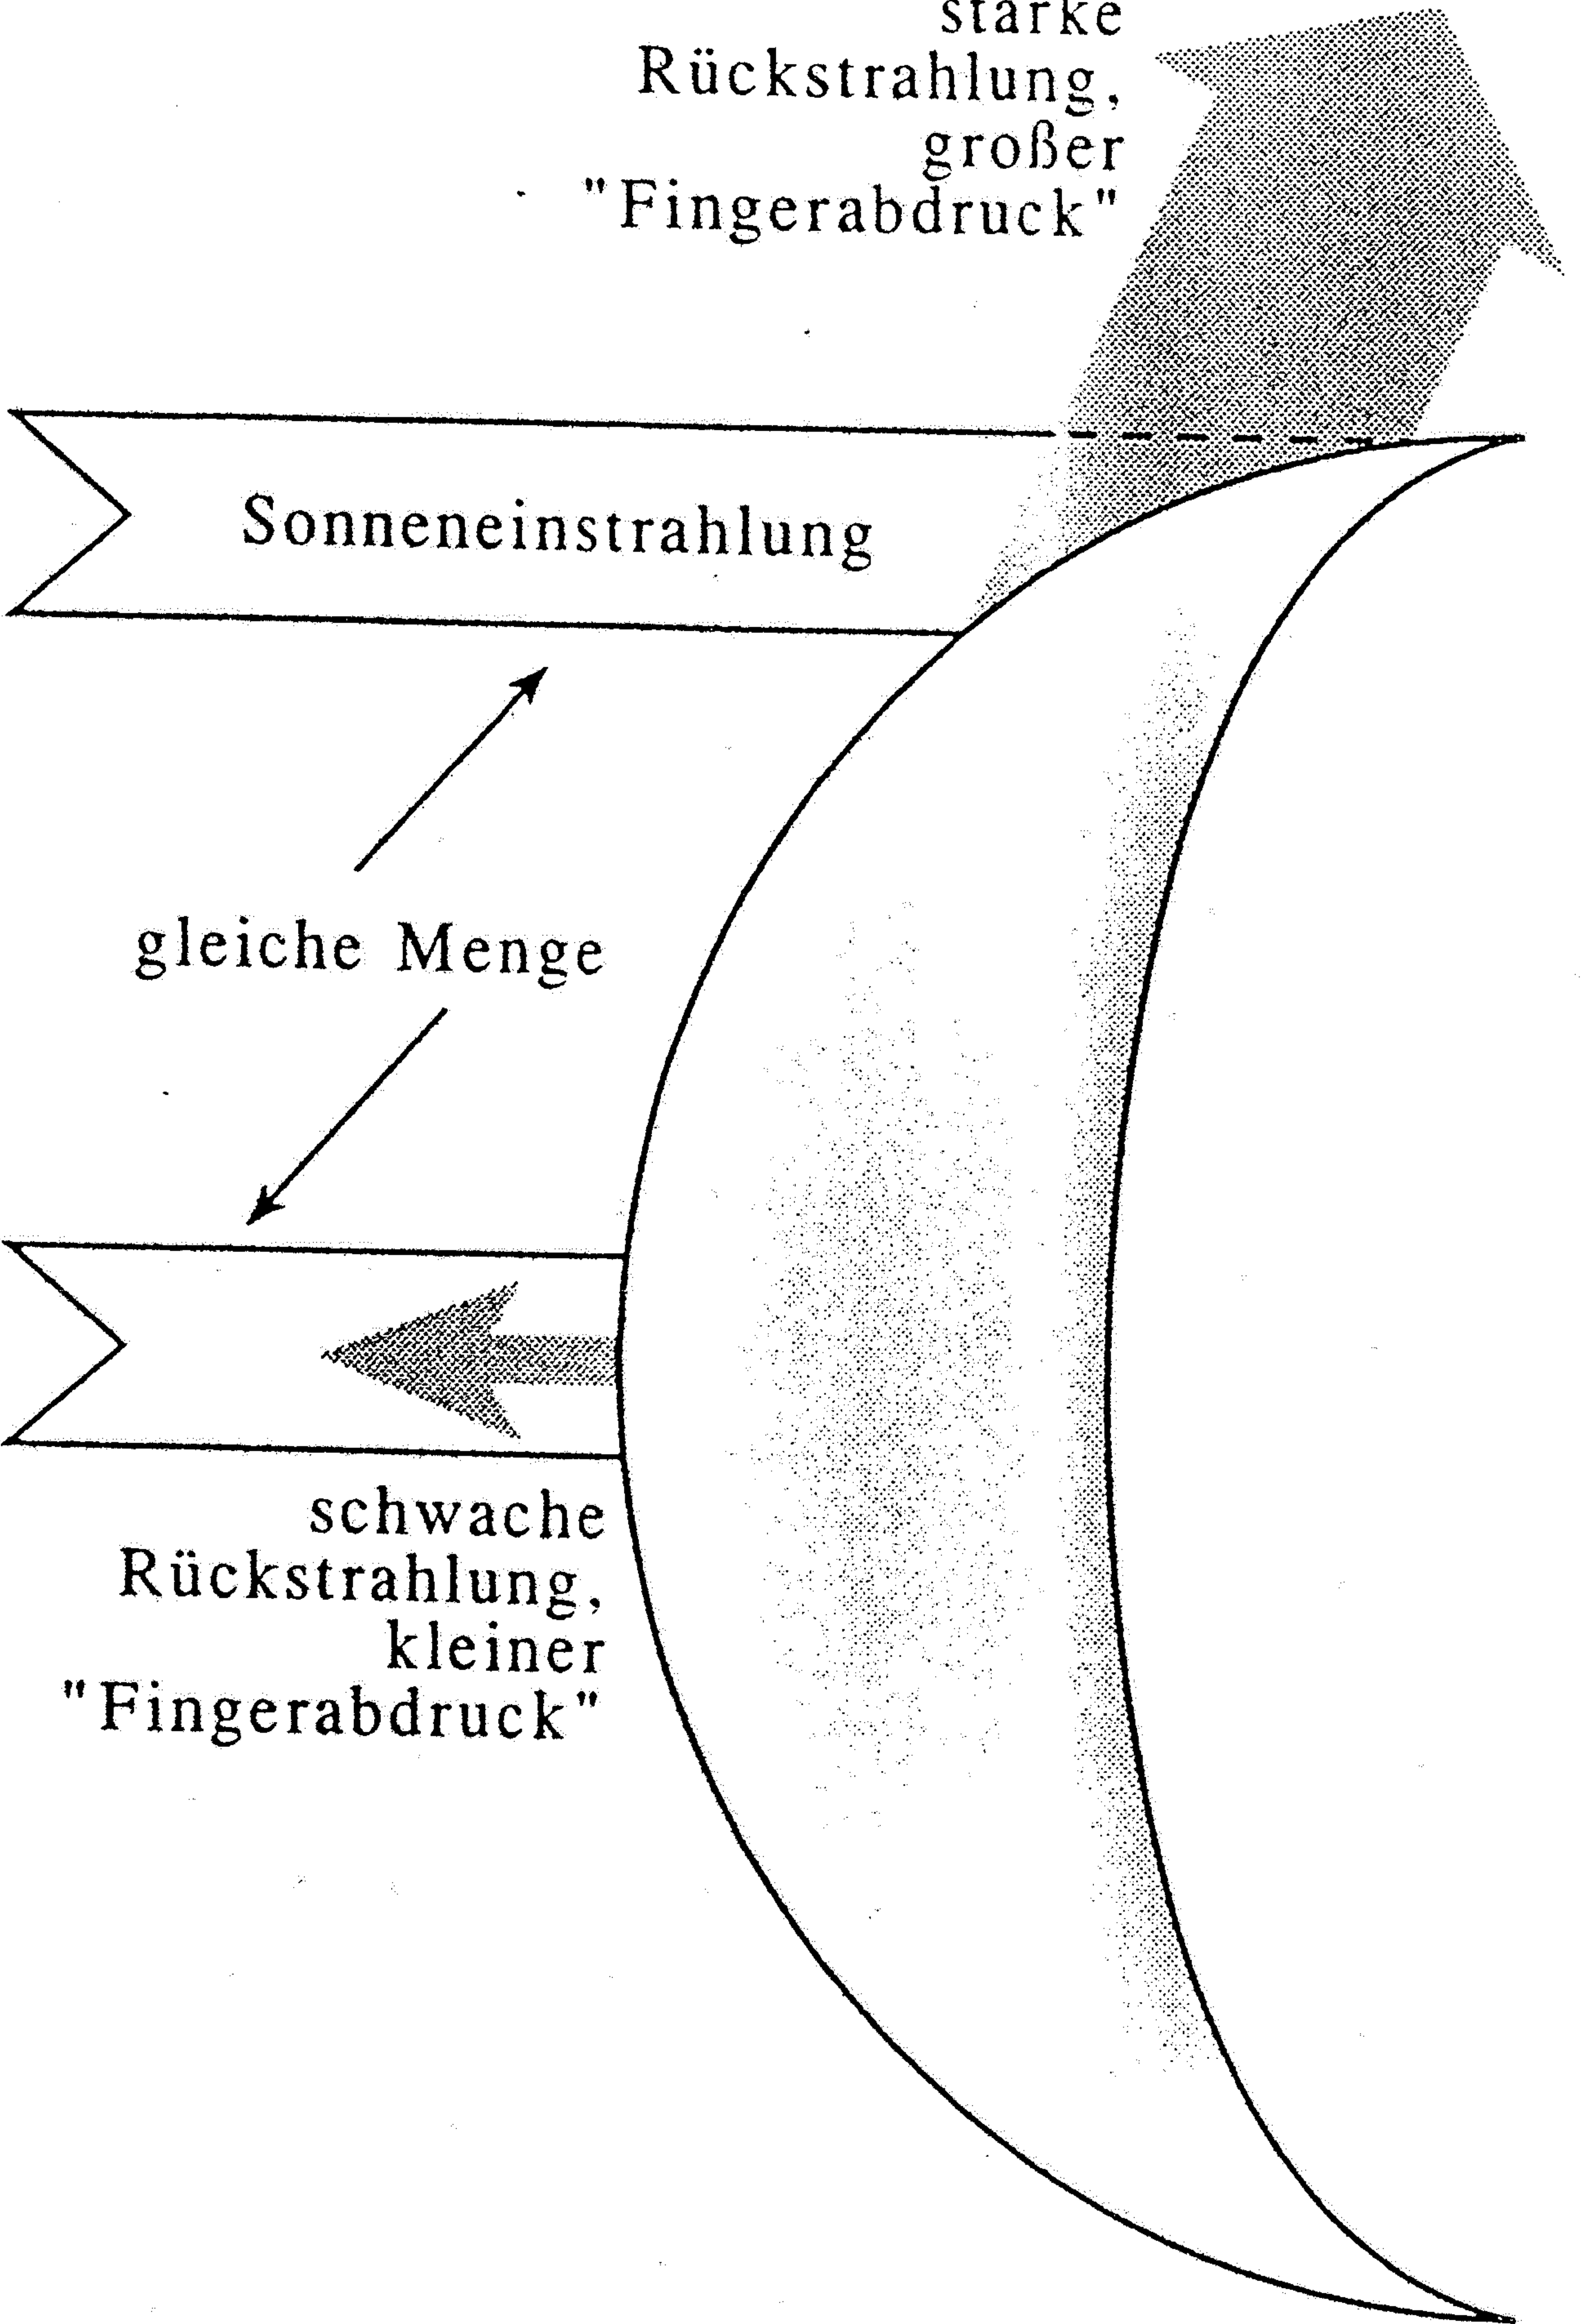 starke
Rückstrahlung,
großer
"Fingerabdruck"
Sonneneinstrahlung
gleiche Menge
schwache
Rückstrahlung,
kleiner
"Fingerabdruck"